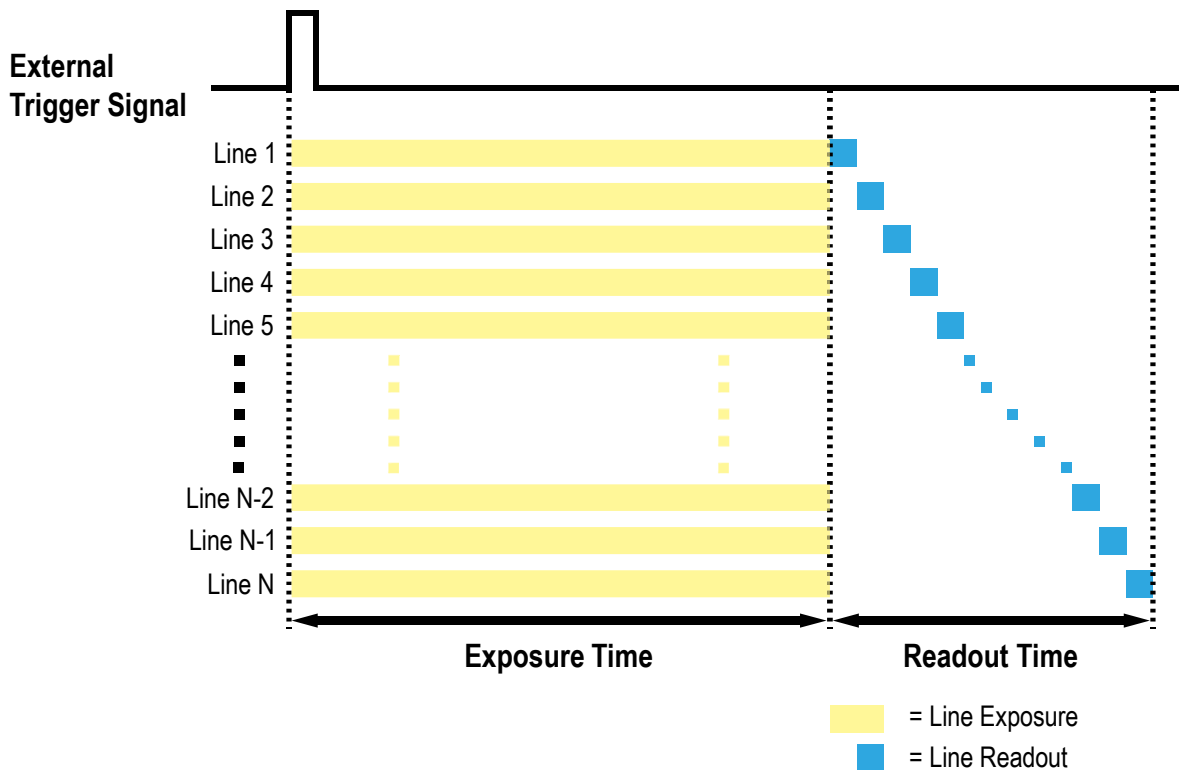 External
Trigger Signal
Line 1
Line 2
Line 3
Line 4
Line 5
Line N-2
Line N-1
Line N
Exposure Time
Readout Time
= Line Exposure
= Line Readout